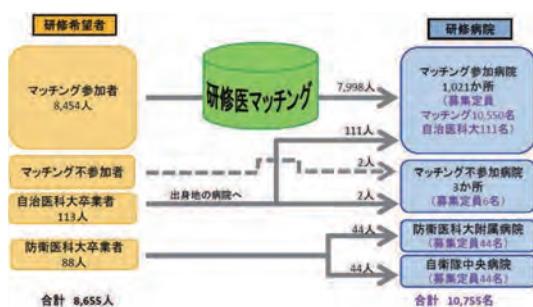 研修希望者
マッチング参加者
8,454人
マッチング不参加者
自治医科大卒業者
113人
防衛医科大卒業者
88人
合計 8,655人
研修医マッチング
出身地の病院へ
7,998人
111人
2人
2人
44人
44人
研修病院
マッチング参加病院
1,021か所
(募集定員
マッチング10,550名
自治医科大111名)
マッチング不参加病院
3か所
(募集定員6名)
防衛医科大附属病院
(募集定員44名)
自衛隊中央病院
(募集定員44名)
合計 10,755名